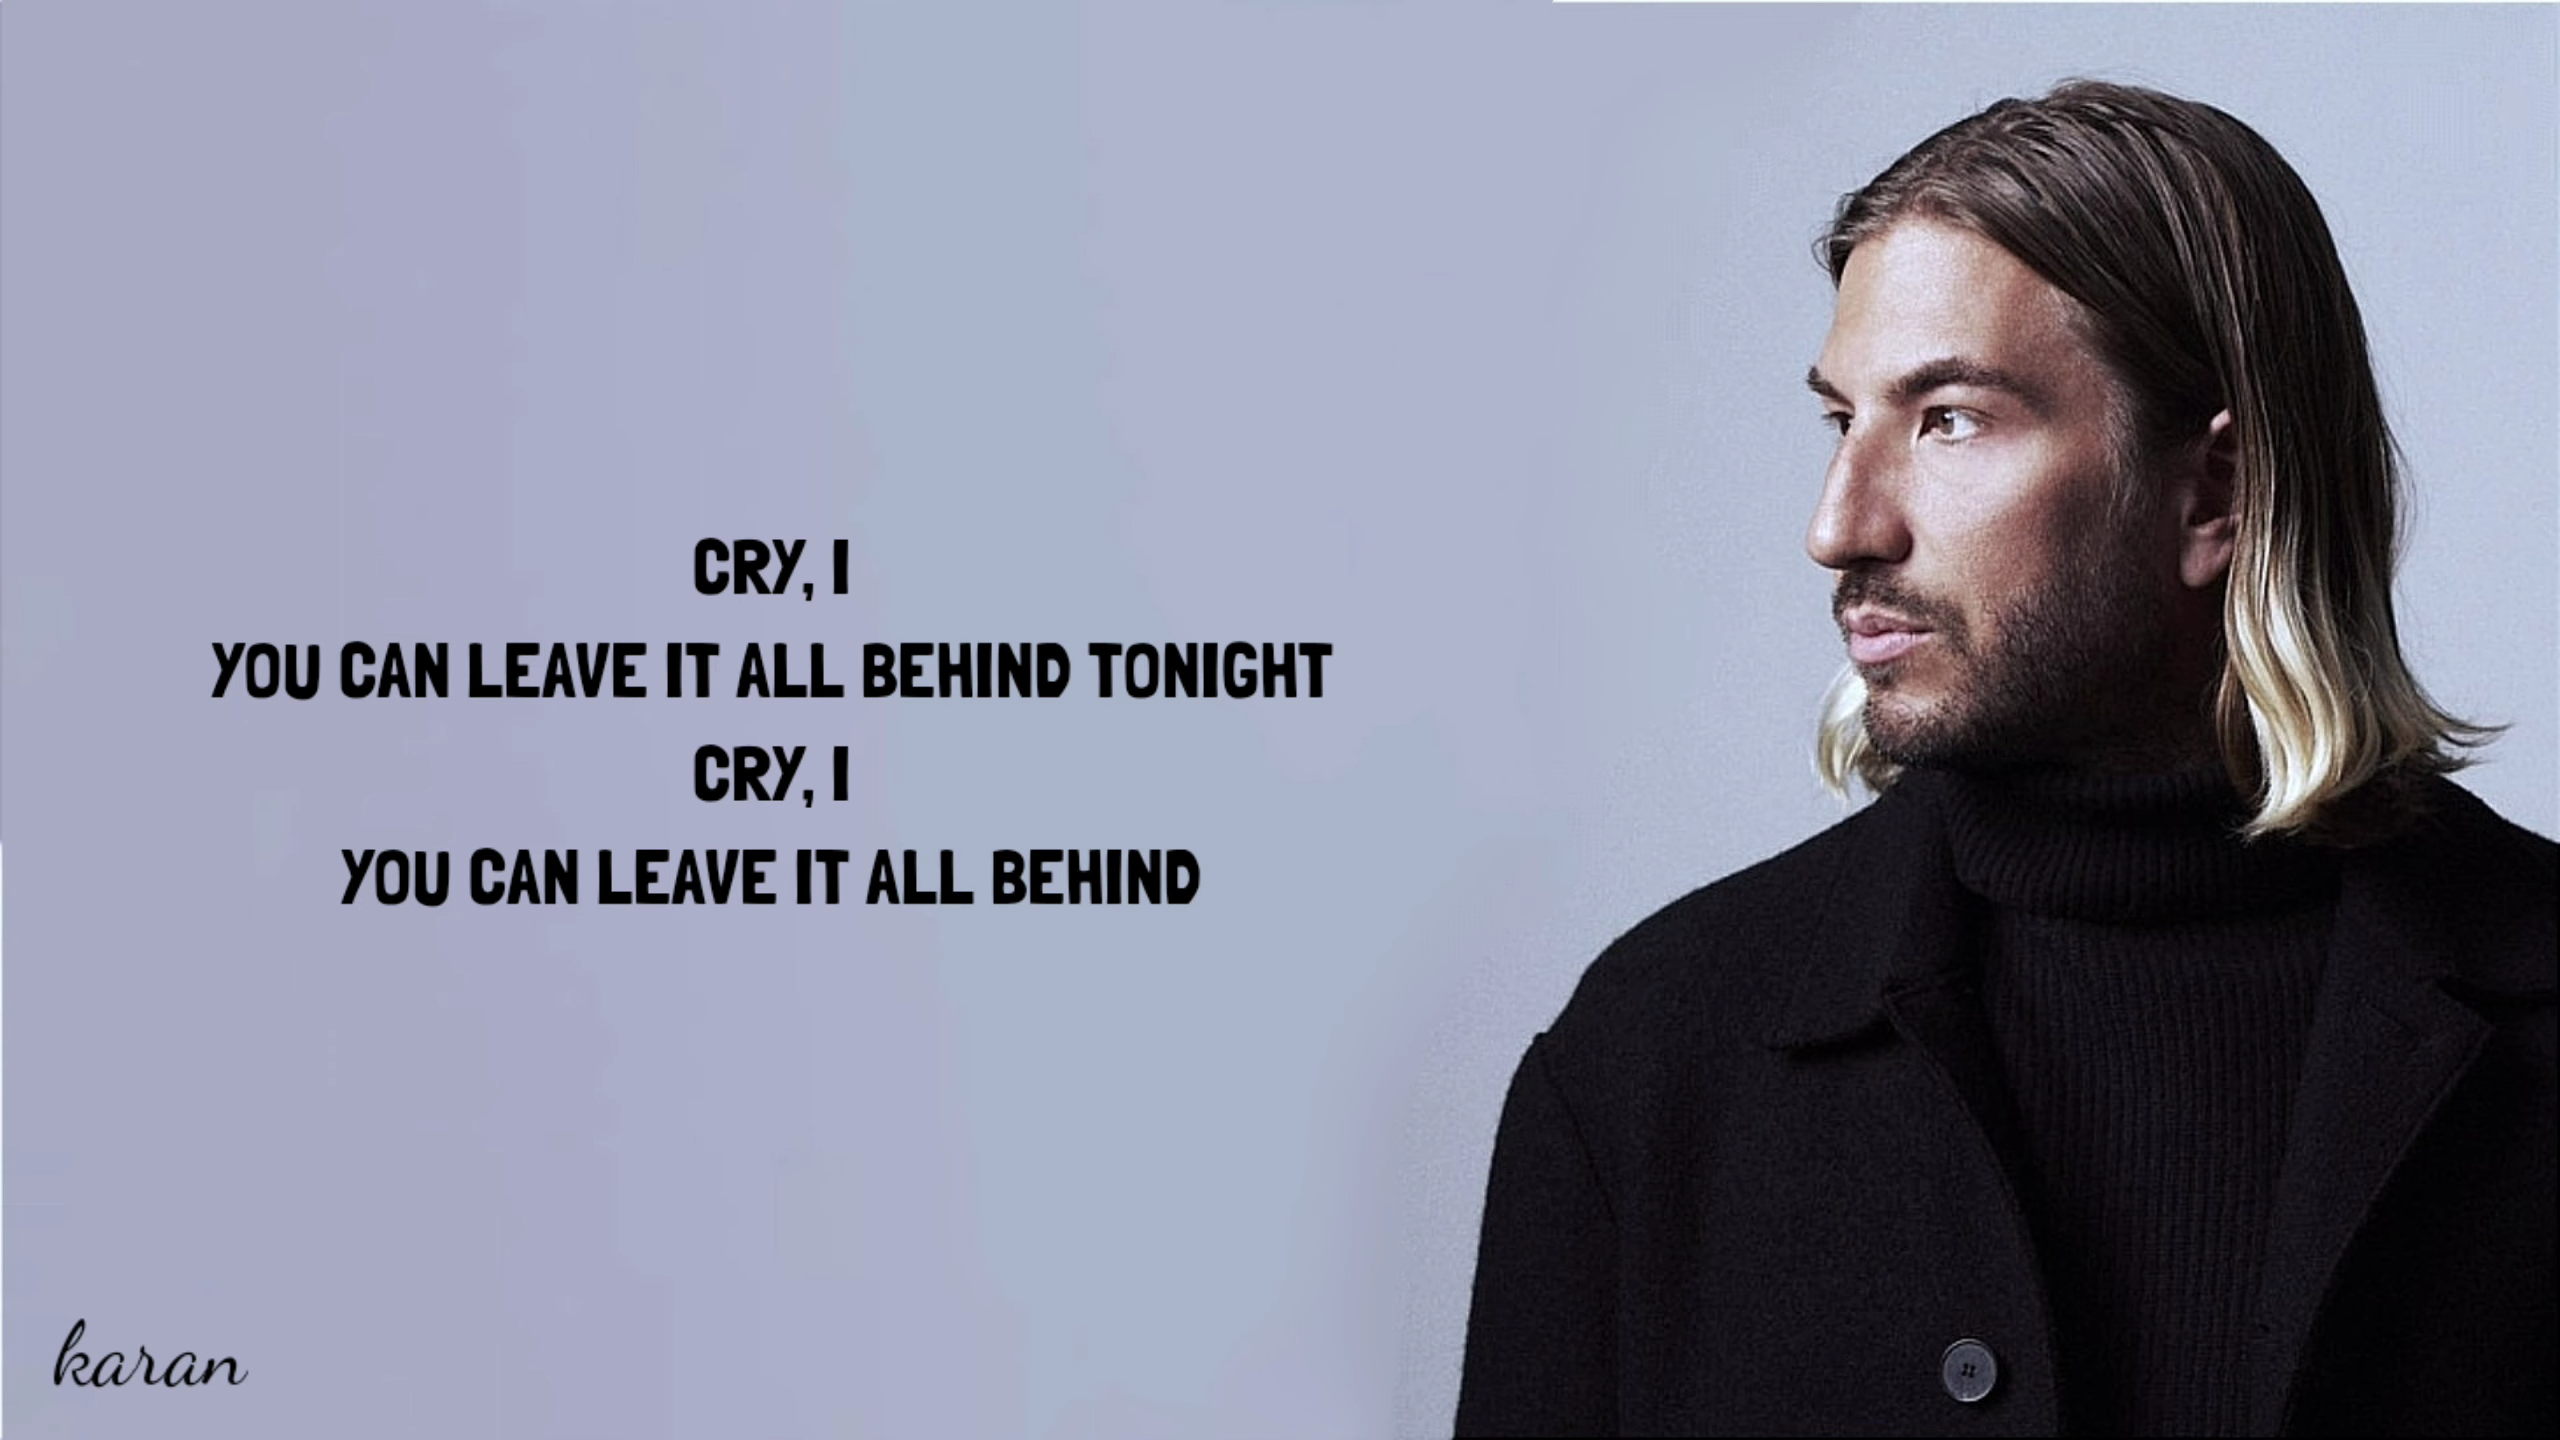 CRY, I
YOU CAN LEAVE IT ALL BEHIND TONIGHT
CRY, I
YOU CAN LEAVE IT ALL BEHIND
karan